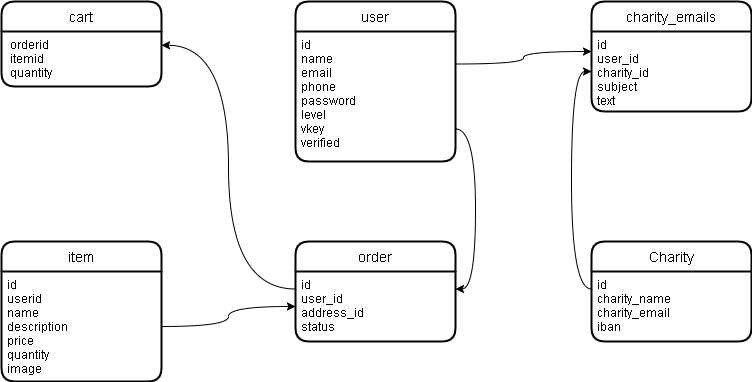 cart
orderid
itemid
quantity
user
id
name
email
phone
password
level
vkey
verified
charity_emails
id
user_id
charity_id
subject
text
item
id
userid
name
description
price
quantity
image
order
id
user_id
address_id
status
Charity
id
charity_name
charity_email
iban